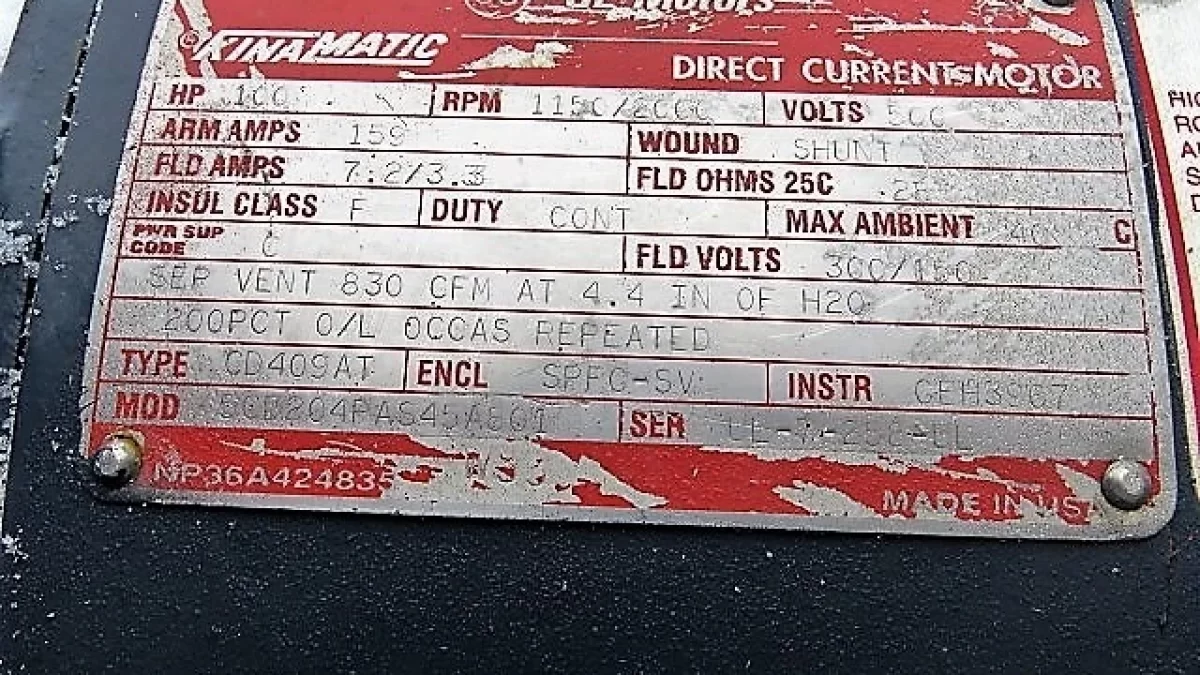 GE Motors
KINAMATIC
DIRECT CURRENT MOTOR
HP 100 RPM 1150/2000 VOLTS 500
ARM AMPS 159 WOUND SHUNT
FLD AMPS 7.2/3.3 FLD OHMS 25C
INSUL CLASS F DUTY CONT MAX AMBIENT 40 C
PWR SUP CODE C FLD VOLTS 300/150
SEP VENT 830 CFM AT 4.4 IN OF H2O
200PCT O/L OCCAS REPEATED
TYPE CD409AT ENCL SPFG-SV INSTR GEH3967
MOD SER
NP36A424835
MADE IN USA